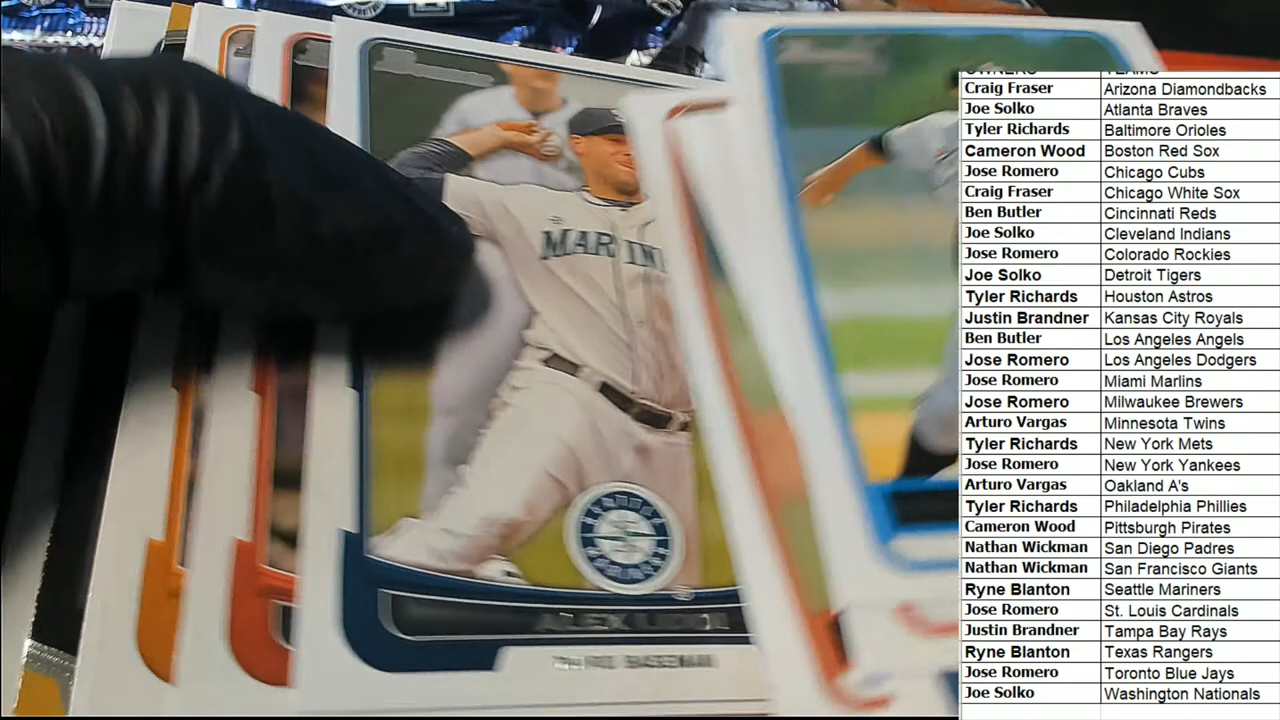 OWNERS TEAMS
Craig Fraser Arizona Diamondbacks
Joe Solko Atlanta Braves
Tyler Richards Baltimore Orioles
Cameron Wood Boston Red Sox
Jose Romero Chicago Cubs
Craig Fraser Chicago White Sox
Ben Butler Cincinnati Reds
Joe Solko Cleveland Indians
Jose Romero Colorado Rockies
Joe Solko Detroit Tigers
Tyler Richards Houston Astros
Justin Brandner Kansas City Royals
Ben Butler Los Angeles Angels
Jose Romero Los Angeles Dodgers
Jose Romero Miami Marlins
Jose Romero Milwaukee Brewers
Arturo Vargas Minnesota Twins
Tyler Richards New York Mets
Jose Romero New York Yankees
Arturo Vargas Oakland A's
Tyler Richards Philadelphia Phillies
Cameron Wood Pittsburgh Pirates
Nathan Wickman San Diego Padres
Nathan Wickman San Francisco Giants
Ryne Blanton Seattle Mariners
Jose Romero St. Louis Cardinals
Justin Brandner Tampa Bay Rays
Ryne Blanton Texas Rangers
Jose Romero Toronto Blue Jays
Joe Solko Washington Nationals
MARIN
ALEX LIDDI
BASEMAN